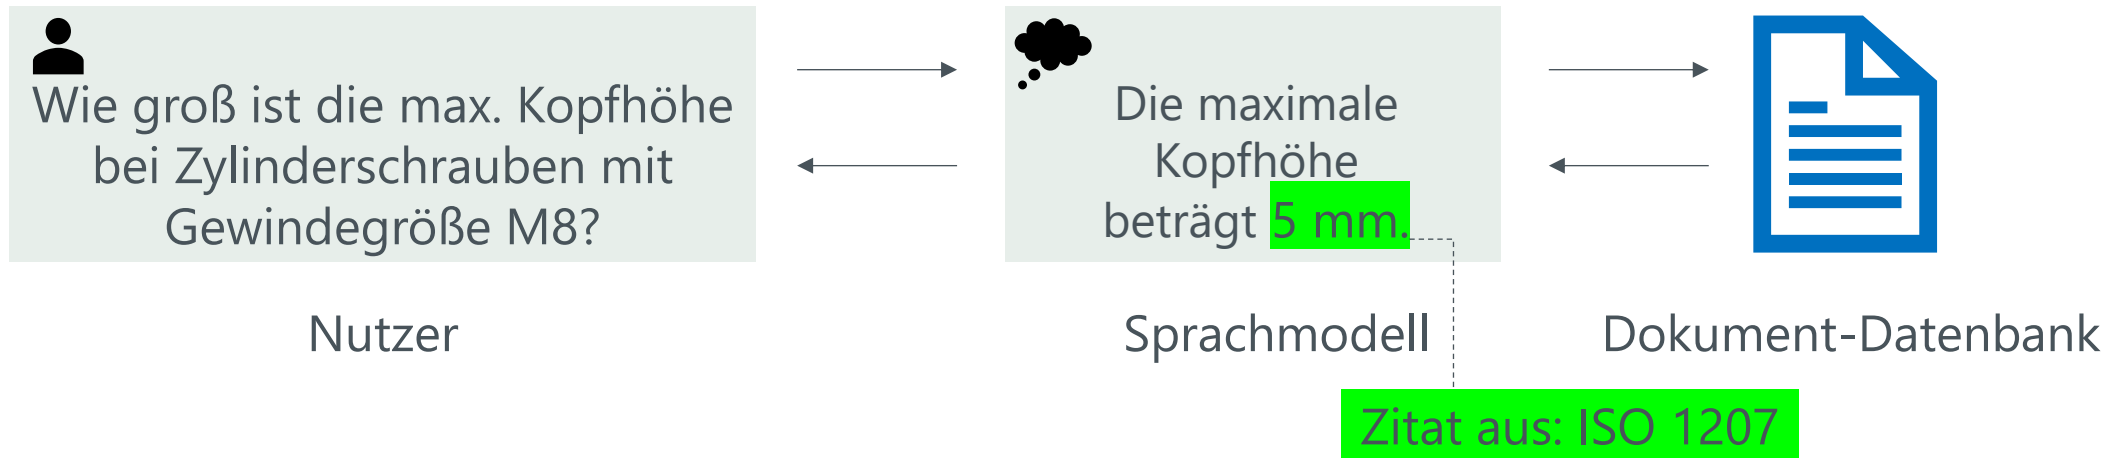 Wie groß ist die max. Kopfhöhe
bei Zylinderschrauben mit
Gewindegröße M8?
Nutzer
Die maximale
Kopfhöhe
beträgt 5 mm.
Sprachmodell
Dokument-Datenbank
Zitat aus: ISO 1207